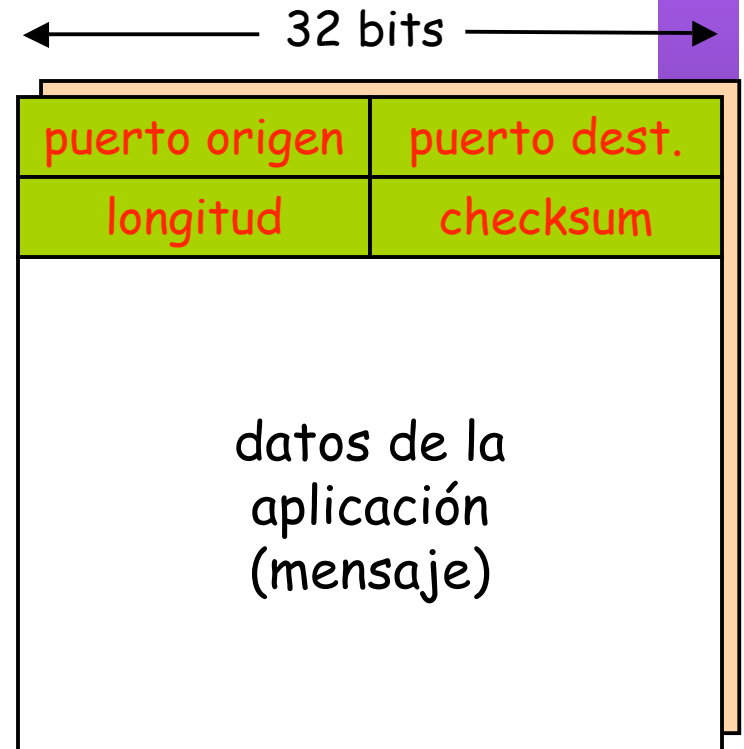 32 bits
puerto origen puerto dest.
longitud checksum
datos de la
aplicación
(mensaje)